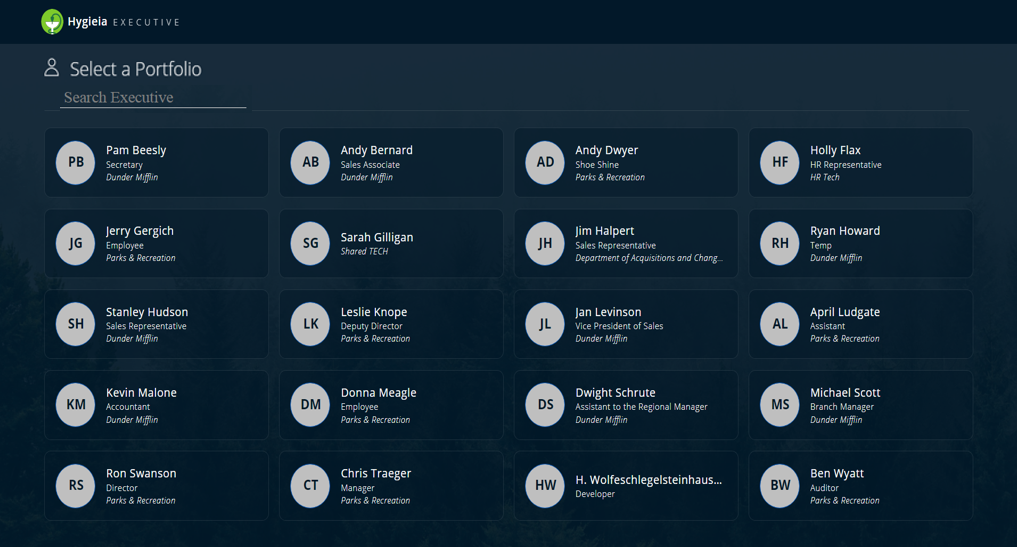 Hygieia EXECUTIVE
Select a Portfolio
Search Executive
PB
Pam Beesly
Secretary
Dunder Mifflin
AB
Andy Bernard
Sales Associate
Dunder Mifflin
AD
Andy Dwyer
Shoe Shine
Parks & Recreation
HF
Holly Flax
HR Representative
HR Tech
JG
Jerry Gergich
Employee
Parks & Recreation
SG
Sarah Gilligan
Shared TECH
JH
Jim Halpert
Sales Representative
Department of Acquisitions and Chang...
RH
Ryan Howard
Temp
Dunder Mifflin
SH
Stanley Hudson
Sales Representative
Dunder Mifflin
LK
Leslie Knope
Deputy Director
Parks & Recreation
JL
Jan Levinson
Vice President of Sales
Dunder Mifflin
AL
April Ludgate
Assistant
Parks & Recreation
KM
Kevin Malone
Accountant
Dunder Mifflin
DM
Donna Meagle
Employee
Parks & Recreation
DS
Dwight Schrute
Assistant to the Regional Manager
Dunder Mifflin
MS
Michael Scott
Branch Manager
Dunder Mifflin
RS
Ron Swanson
Director
Parks & Recreation
CT
Chris Traeger
Manager
Parks & Recreation
HW
H. Wolfeschlegelsteinhaus...
Developer
BW
Ben Wyatt
Auditor
Parks & Recreation